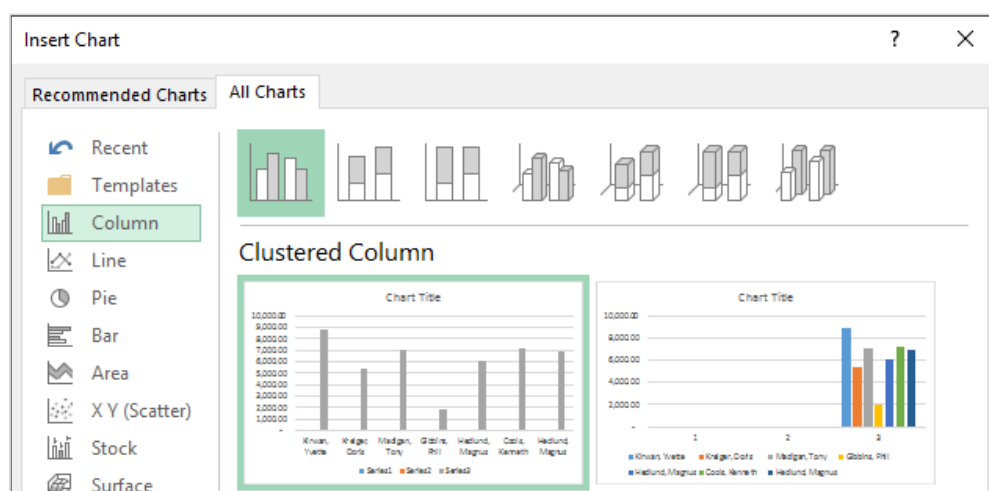 Insert Chart ?
Recommended Charts All Charts
Recent
Templates
Column
Line
Pie
Bar
Area
X Y (Scatter)
Stock
Surface
Clustered Column
Chart Title
10,000.00
9,000.00
8,000.00
7,000.00
6,000.00
5,000.00
4,000.00
3,000.00
2,000.00
1,000.00
-
Kirwan, Yvette
Kreiger, Doris
Madigan, Tony
Gibbins, Phil
Hedlund, Magnus
Cools, Kenneth
Hedlund, Magnus
Series1 Series2 Series3
Chart Title
10,000.00
8,000.00
6,000.00
4,000.00
2,000.00
-
1 2 3
Kirwan, Yvette Kreiger, Doris Madigan, Tony Gibbins, Phil
Hedlund, Magnus Cools, Kenneth Hedlund, Magnus